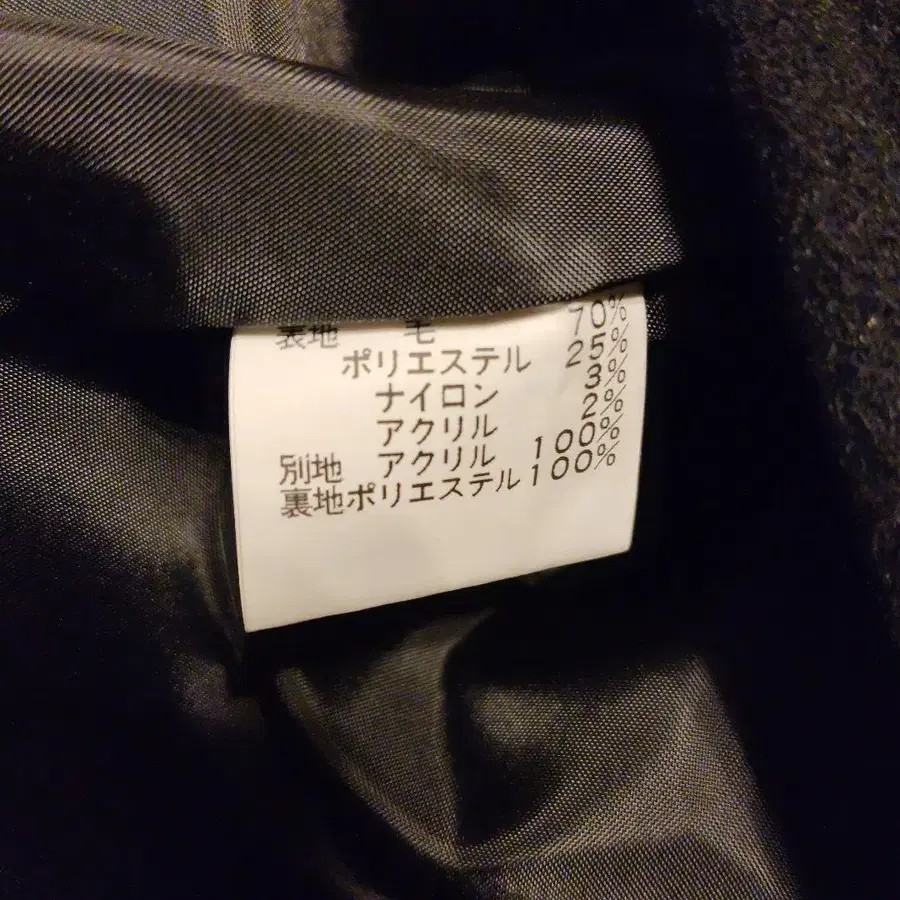 表地 毛 70%
ポリエステル 25%
ナイロン 3%
アクリル 2%
別地 アクリル 100%
裏地ポリエステル100%